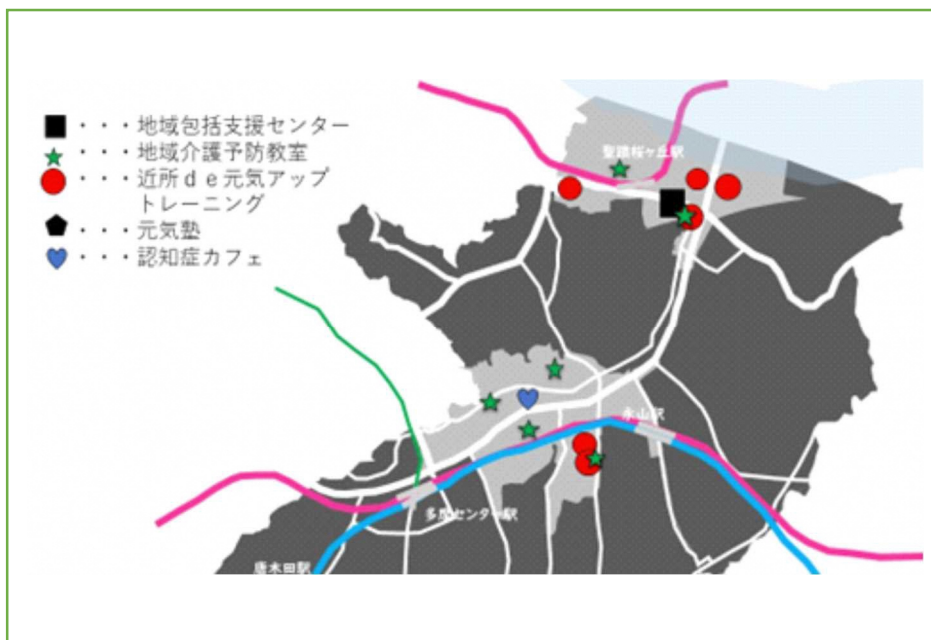 ・・・地域包括支援センター
・・・地域介護予防教室
・・・近所ｄｅ元気アップ
トレーニング
・・・元気塾
・・・認知症カフェ
聖蹟桜ヶ丘駅
永山駅
多摩センター駅
唐木田駅